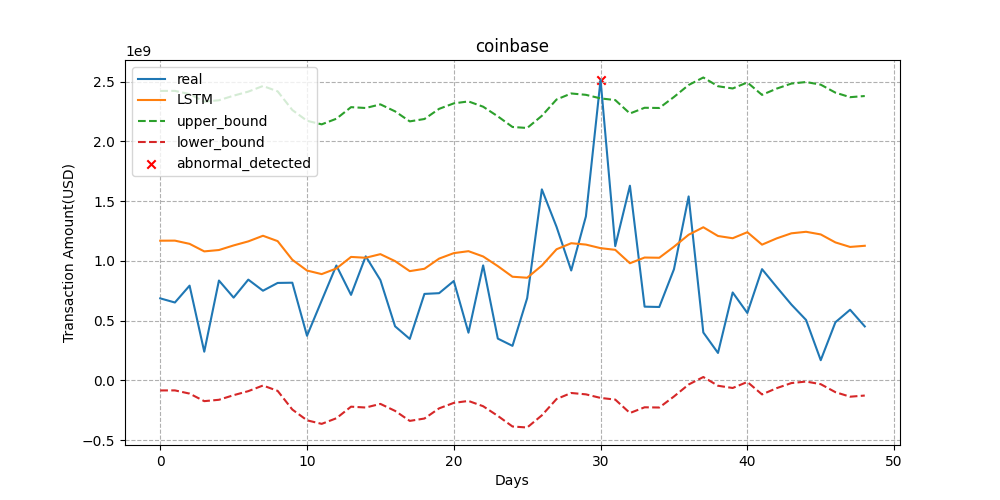 coinbase
1e9
real
LSTM
upper_bound
lower_bound
abnormal_detected
Transaction Amount(USD)
2.5
2.0
1.5
1.0
0.5
0.0
−0.5
0 10 20 30 40 50
Days